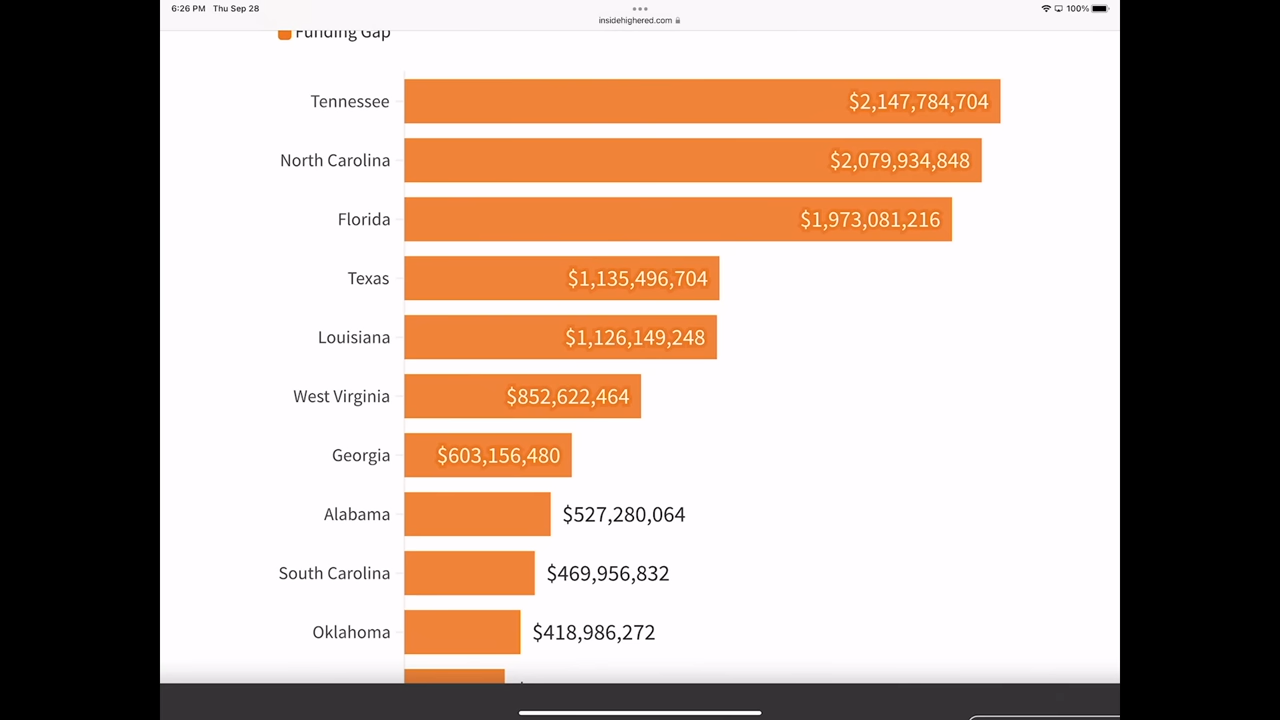 6:26 PM Thu Sep 28
insidehighered.com
100%
Funding Gap
Tennessee $2,147,784,704
North Carolina $2,079,934,848
Florida $1,973,081,216
Texas $1,135,496,704
Louisiana $1,126,149,248
West Virginia $852,622,464
Georgia $603,156,480
Alabama $527,280,064
South Carolina $469,956,832
Oklahoma $418,986,272